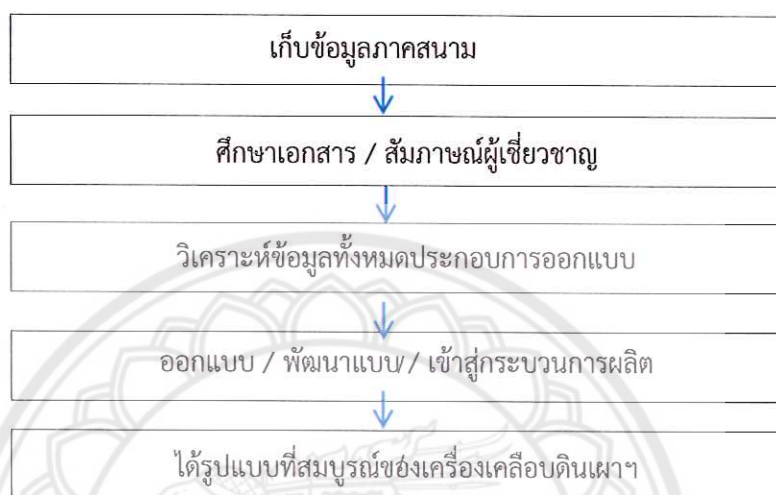 เก็บข้อมูลภาคสนาม
ศึกษาเอกสาร / สัมภาษณ์ผู้เชี่ยวชาญ
วิเคราะห์ข้อมูลทั้งหมดประกอบการออกแบบ
ออกแบบ / พัฒนาแบบ / เข้าสู่กระบวนการผลิต
ได้รูปแบบที่สมบูรณ์ของเครื่องเคลือบดินเผาฯ